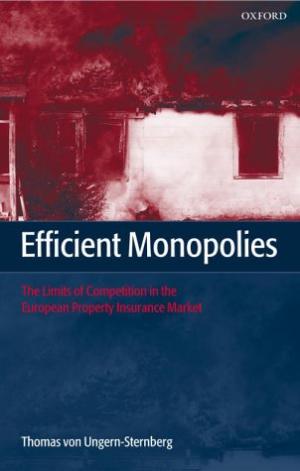 OXFORD
Efficient Monopolies
The Limits of Competition in the
European Property Insurance Market
Thomas von Ungern-Sternberg